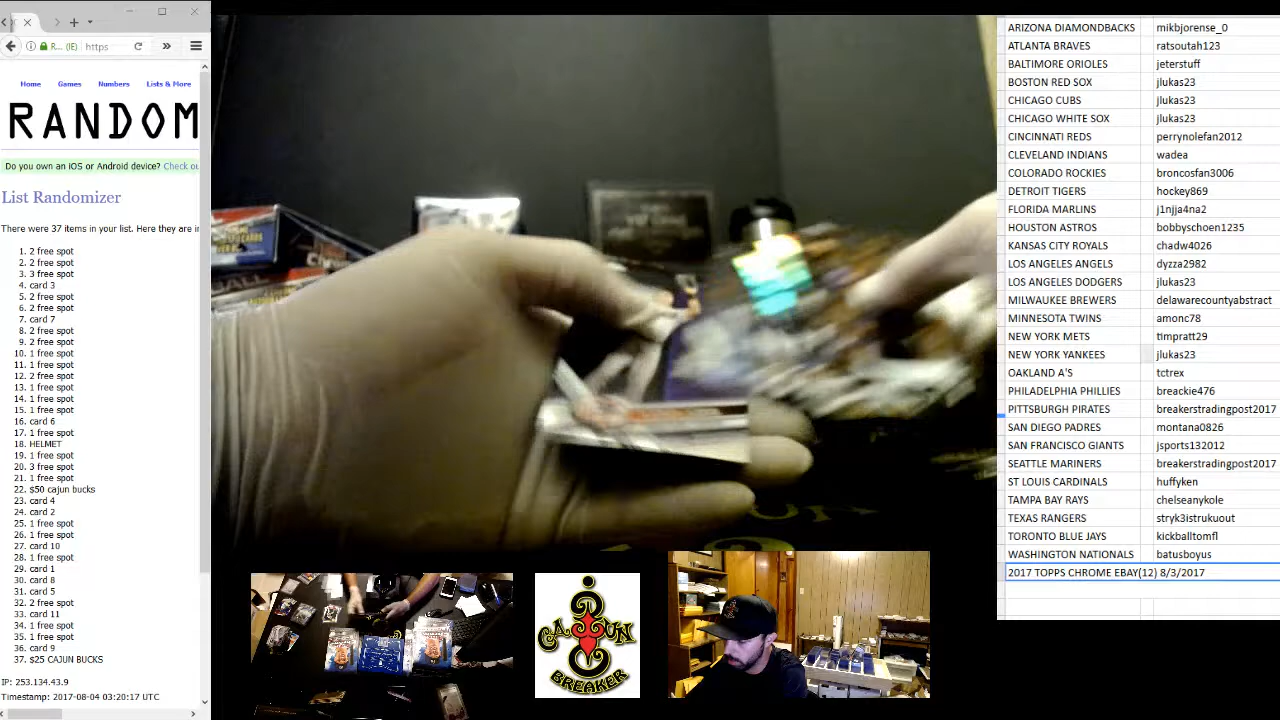 R... (IE)
https
Home Games Numbers Lists & More
RANDOM
Do you own an iOS or Android device? Check ou
List Randomizer
There were 37 items in your list. Here they are i
1. 2 free spot
2. 2 free spot
3. 3 free spot
4. card 3
5. 2 free spot
6. 2 free spot
7. card 7
8. 2 free spot
9. 2 free spot
10. 1 free spot
11. 1 free spot
12. 2 free spot
13. 1 free spot
14. 1 free spot
15. 1 free spot
16. card 6
17. 1 free spot
18. HELMET
19. 1 free spot
20. 3 free spot
21. 1 free spot
22. $50 cajun bucks
23. card 4
24. card 2
25. 1 free spot
26. 1 free spot
27. card 10
28. 1 free spot
29. card 1
30. card 8
31. card 5
32. 2 free spot
33. card 11
34. 1 free spot
35. 1 free spot
36. card 9
37. $25 CAJUN BUCKS
IP: 253.134.43.9
Timestamp: 2017-08-04 03:20:17 UTC
CAJUN
BREAKER
ARIZONA DIAMONDBACKS mikbjorense_0
ATLANTA BRAVES ratsoutah123
BALTIMORE ORIOLES jeterstuff
BOSTON RED SOX jlukas23
CHICAGO CUBS jlukas23
CHICAGO WHITE SOX jlukas23
CINCINNATI REDS perrynolefan2012
CLEVELAND INDIANS wadea
COLORADO ROCKIES broncosfan3006
DETROIT TIGERS hockey869
FLORIDA MARLINS j1njja4na2
HOUSTON ASTROS bobbyschoen1235
KANSAS CITY ROYALS chadw4026
LOS ANGELES ANGELS dyzza2982
LOS ANGELES DODGERS jlukas23
MILWAUKEE BREWERS delawarecountyabstract
MINNESOTA TWINS amonc78
NEW YORK METS timpratt29
NEW YORK YANKEES jlukas23
OAKLAND A'S tctrex
PHILADELPHIA PHILLIES breackie476
PITTSBURGH PIRATES breakerstradingpost2017
SAN DIEGO PADRES montana0826
SAN FRANCISCO GIANTS jsports132012
SEATTLE MARINERS breakerstradingpost2017
ST LOUIS CARDINALS huffyken
TAMPA BAY RAYS chelseanykole
TEXAS RANGERS stryk3istrukuout
TORONTO BLUE JAYS kickballtomfl
WASHINGTON NATIONALS batusboyus
2017 TOPPS CHROME EBAY(12) 8/3/2017